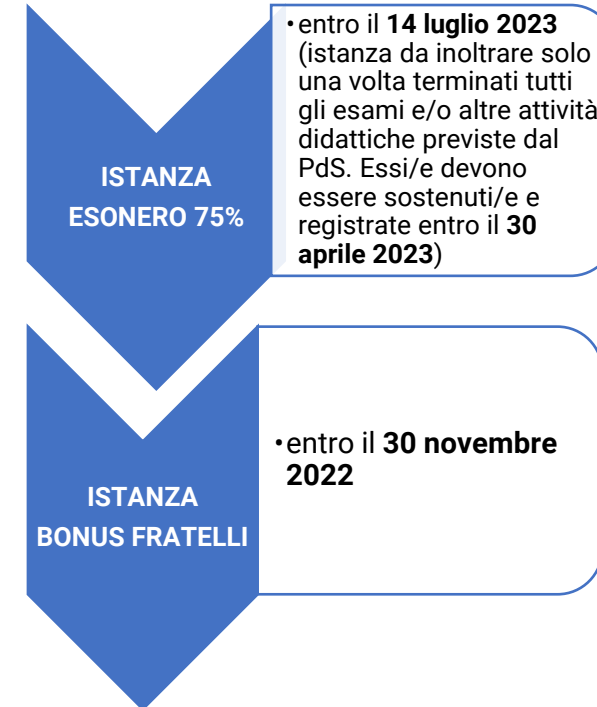 ISTANZA
ESONERO 75%
•entro il 14 luglio 2023
(istanza da inoltrare solo
una volta terminati tutti
gli esami e/o altre attività
didattiche previste dal
PdS. Essi/e devono
essere sostenuti/e e
registrate entro il 30
aprile 2023)
ISTANZA
BONUS FRATELLI
•entro il 30 novembre
2022